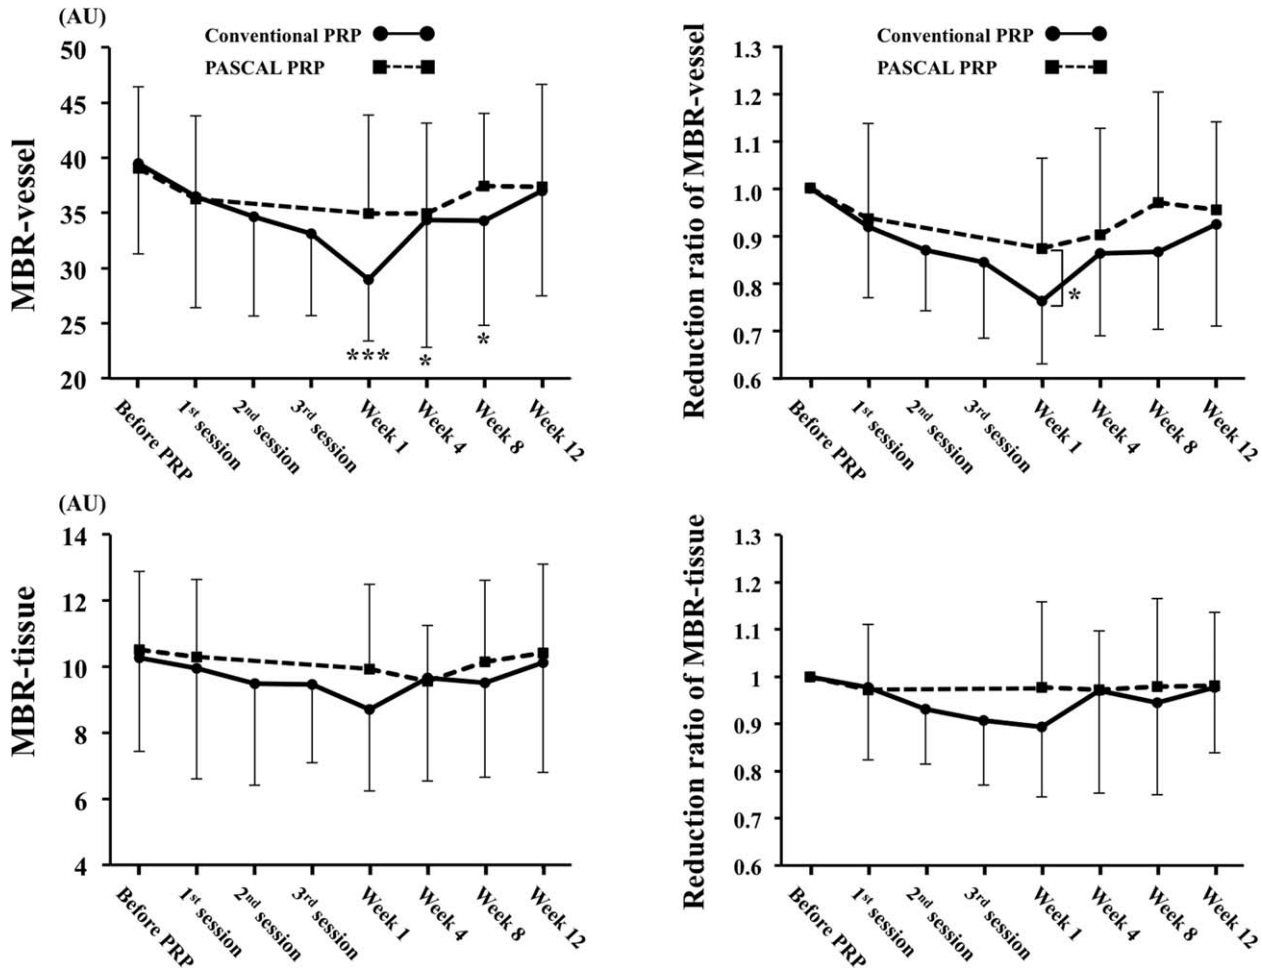 (AU)
Conventional PRP
PASCAL PRP
MBR-vessel
50
45
40
35
30
25
20
***
*
*
Before PRP
1st session
2nd session
3rd session
Week 1
Week 4
Week 8
Week 12
Conventional PRP
PASCAL PRP
Reduction ratio of MBR-vessel
1.3
1.2
1.1
1.0
0.9
0.8
0.7
0.6
*
Before PRP
1st session
2nd session
3rd session
Week 1
Week 4
Week 8
Week 12
(AU)
MBR-tissue
14
12
10
8
6
4
Before PRP
1st session
2nd session
3rd session
Week 1
Week 4
Week 8
Week 12
Reduction ratio of MBR-tissue
1.3
1.2
1.1
1
0.9
0.8
0.7
0.6
Before PRP
1st session
2nd session
3rd session
Week 1
Week 4
Week 8
Week 12